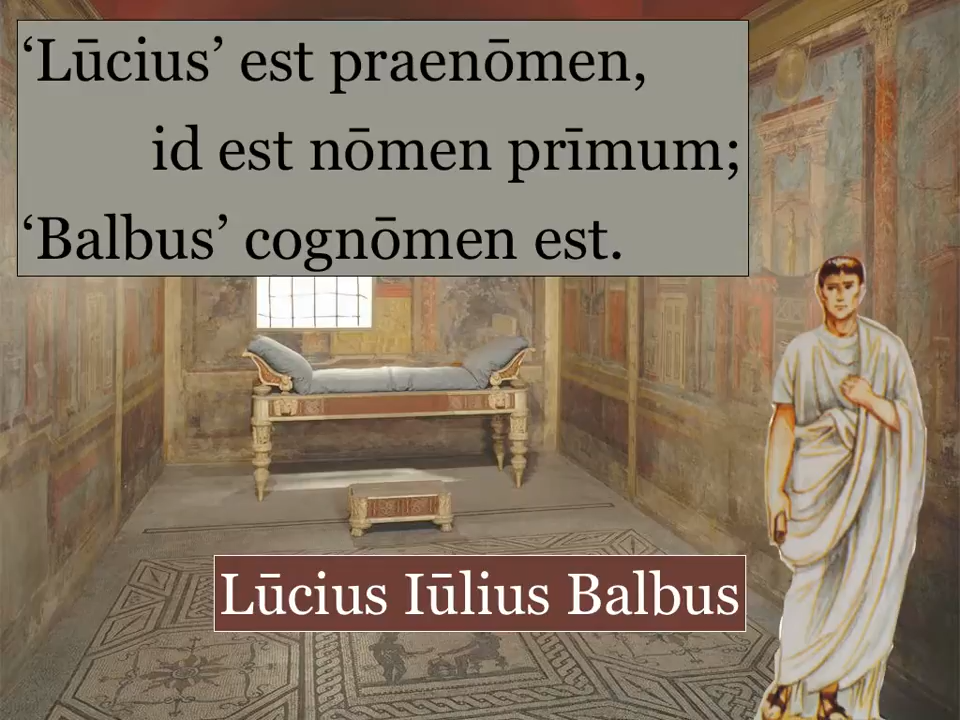 ‘Lūcius’ est praenōmen,
id est nōmen prīmum;
‘Balbus’ cognōmen est.
Lūcius Iūlius Balbus